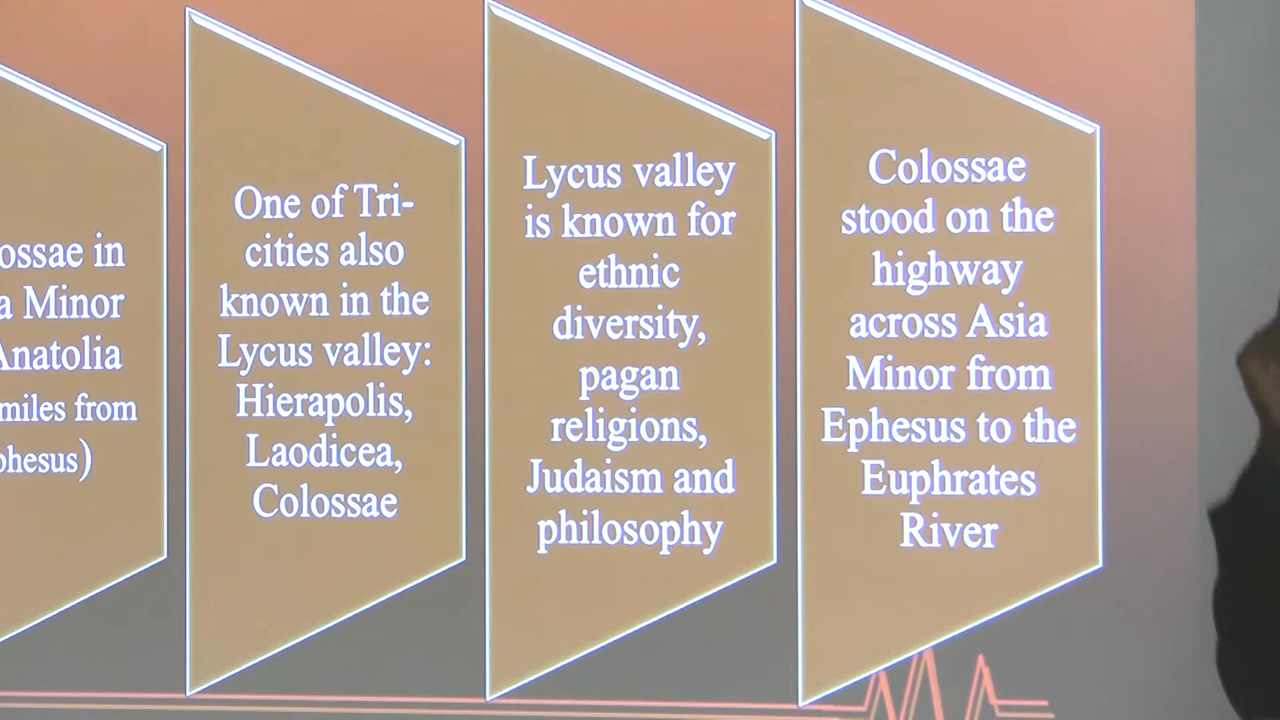 in
Minor
Anatolia
miles from
One of Tri-
cities also
known in the
Lycus valley:
Hierapolis,
Laodicea,
Colossae
Lycus valley
is known for
ethnic
diversity,
pagan
religions,
Judaism and
philosophy
Colossae
stood on the
highway
across Asia
Minor from
Ephesus to the
Euphrates
River